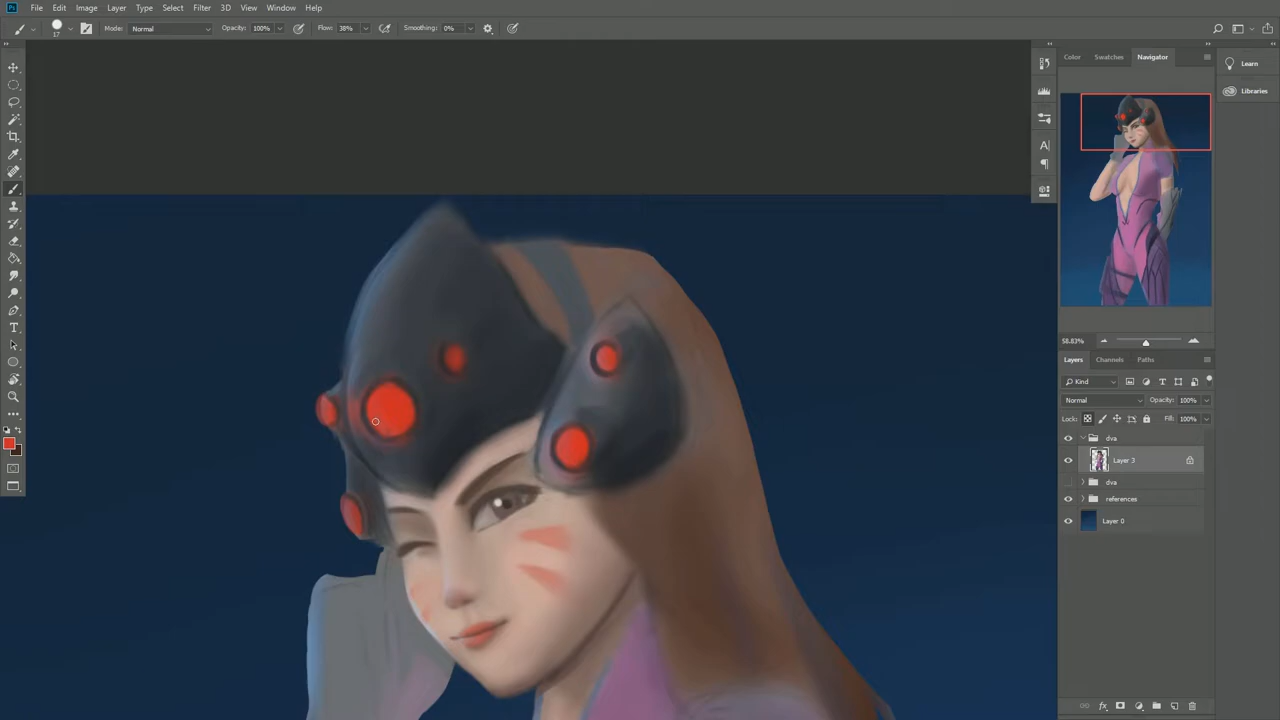 Ps File Edit Image Layer Type Select Filter 3D View Window Help
17 Mode: Normal Opacity: 100% Flow: 38% Smoothing: 0%
Color Swatches Navigator
Learn
Libraries
58.83%
Layers Channels Paths
Kind
Normal Opacity: 100%
Lock: Fill: 100%
dva
Layer 3
dva
references
Layer 0